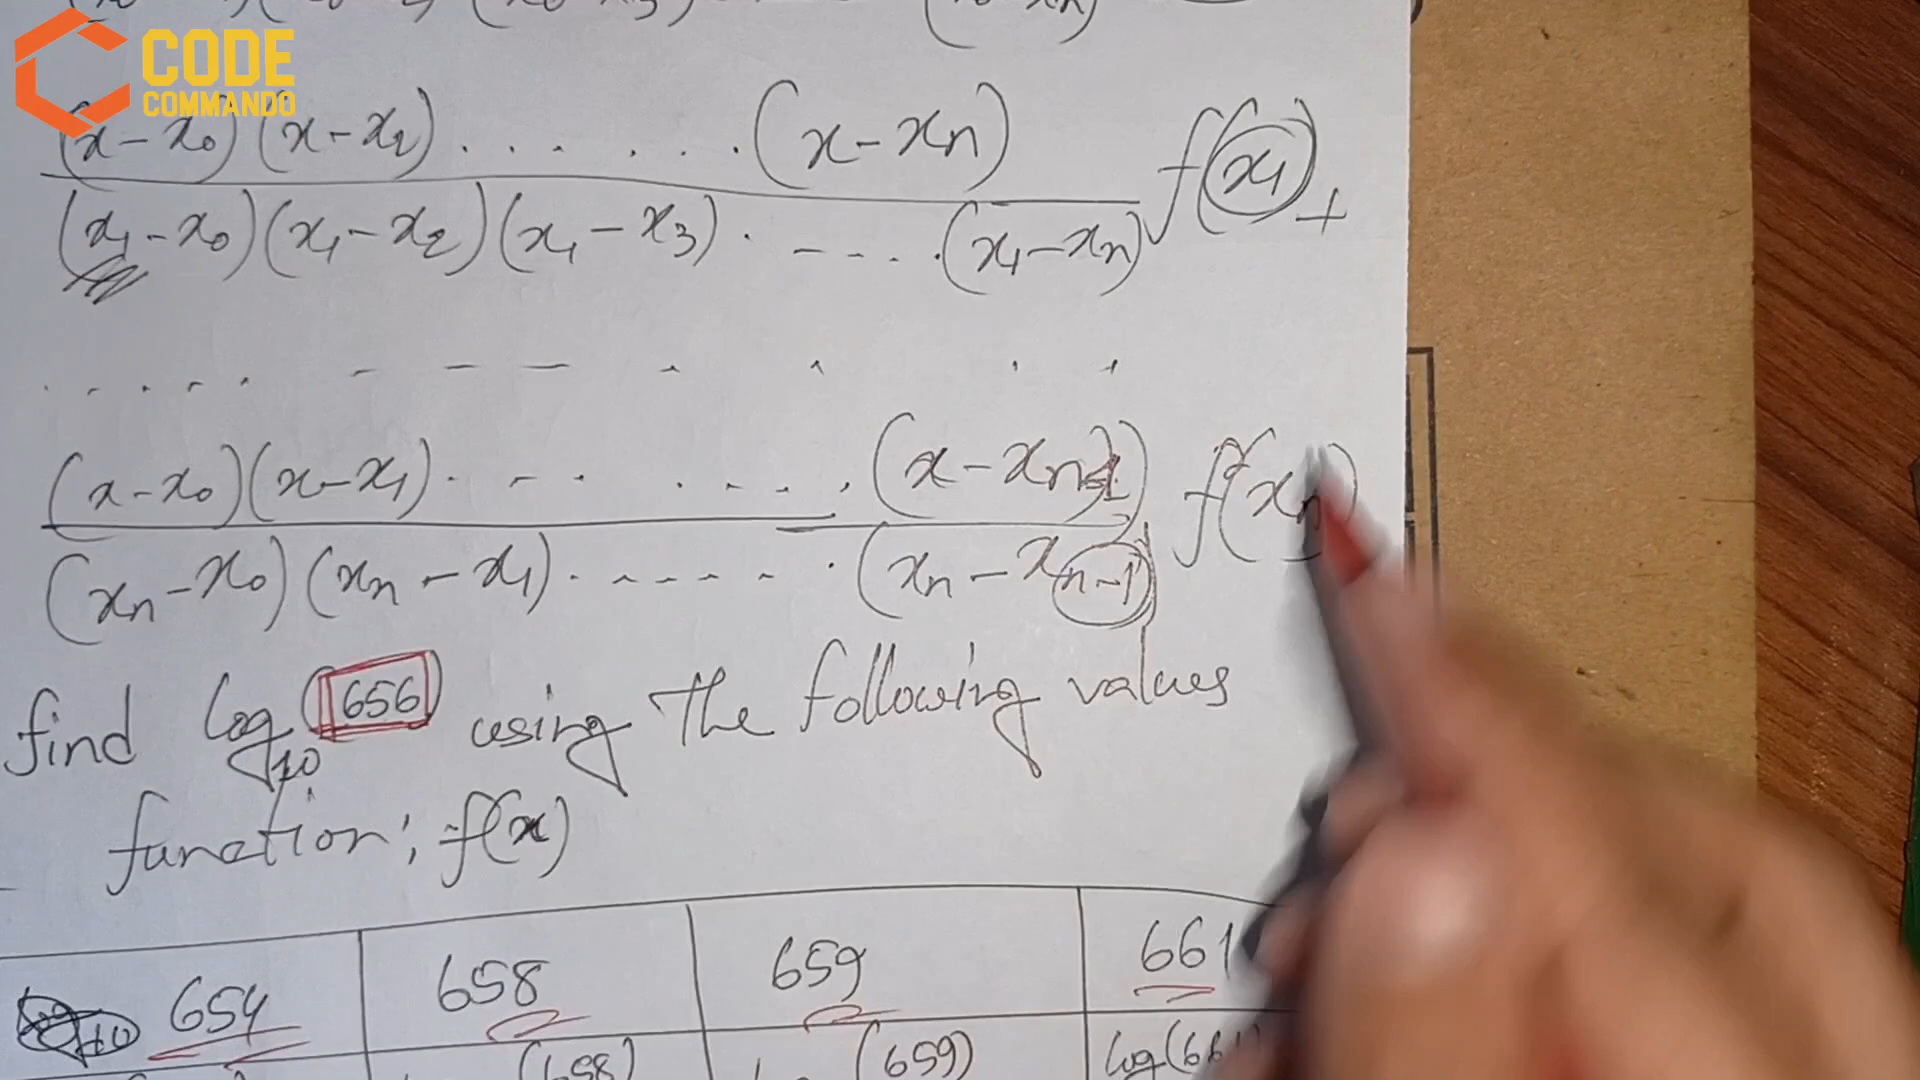 CODE
COMMANDO
(x-x₀)(x-x₂) . . . . . . (x-xₙ)
(x₁-x₀)(x₁-x₂)(x₁-x₃) . - - . . . (x₁-xₙ) f(x₁) +
(x-x₀)(x-x₁) . - - . . - - . (x-xₙ₋₁)
(xₙ-x₀)(xₙ-x₁) . - - - - - . (xₙ-xₙ₋₁) f(xₙ)
find log₁₀(656) using the following values
function; f(x)
654 658 659 661
(658) (659) log(661)